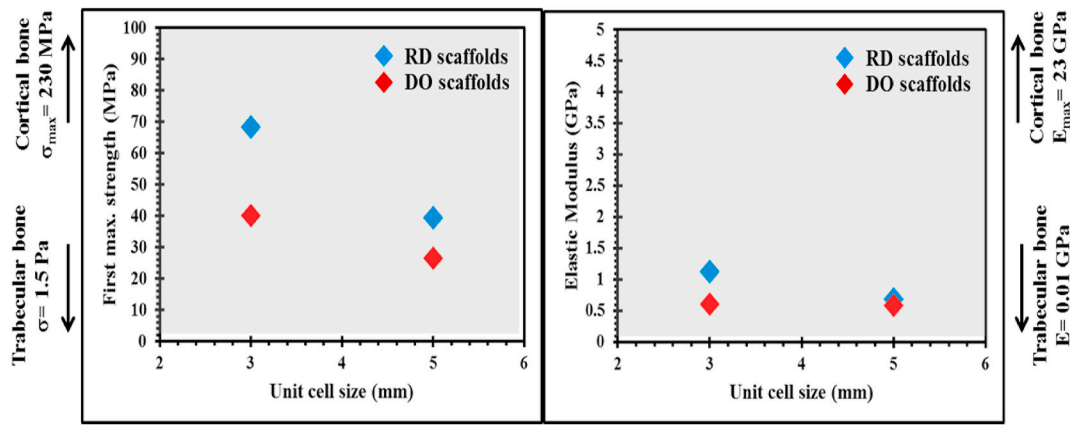 Cortical bone
σmax= 230 MPa
Trabecular bone
σ= 1.5 Pa
First max. strength (MPa)
100
90
80
70
60
50
40
30
20
10
0
RD scaffolds
DO scaffolds
2 3 4 5 6
Unit cell size (mm)
Elastic Modulus (GPa)
5
4.5
4
3.5
3
2.5
2
1.5
1
0.5
0
RD scaffolds
DO scaffolds
2 3 4 5 6
Unit cell size (mm)
Cortical bone
Emax= 23 GPa
Trabecular bone
E= 0.01 GPa